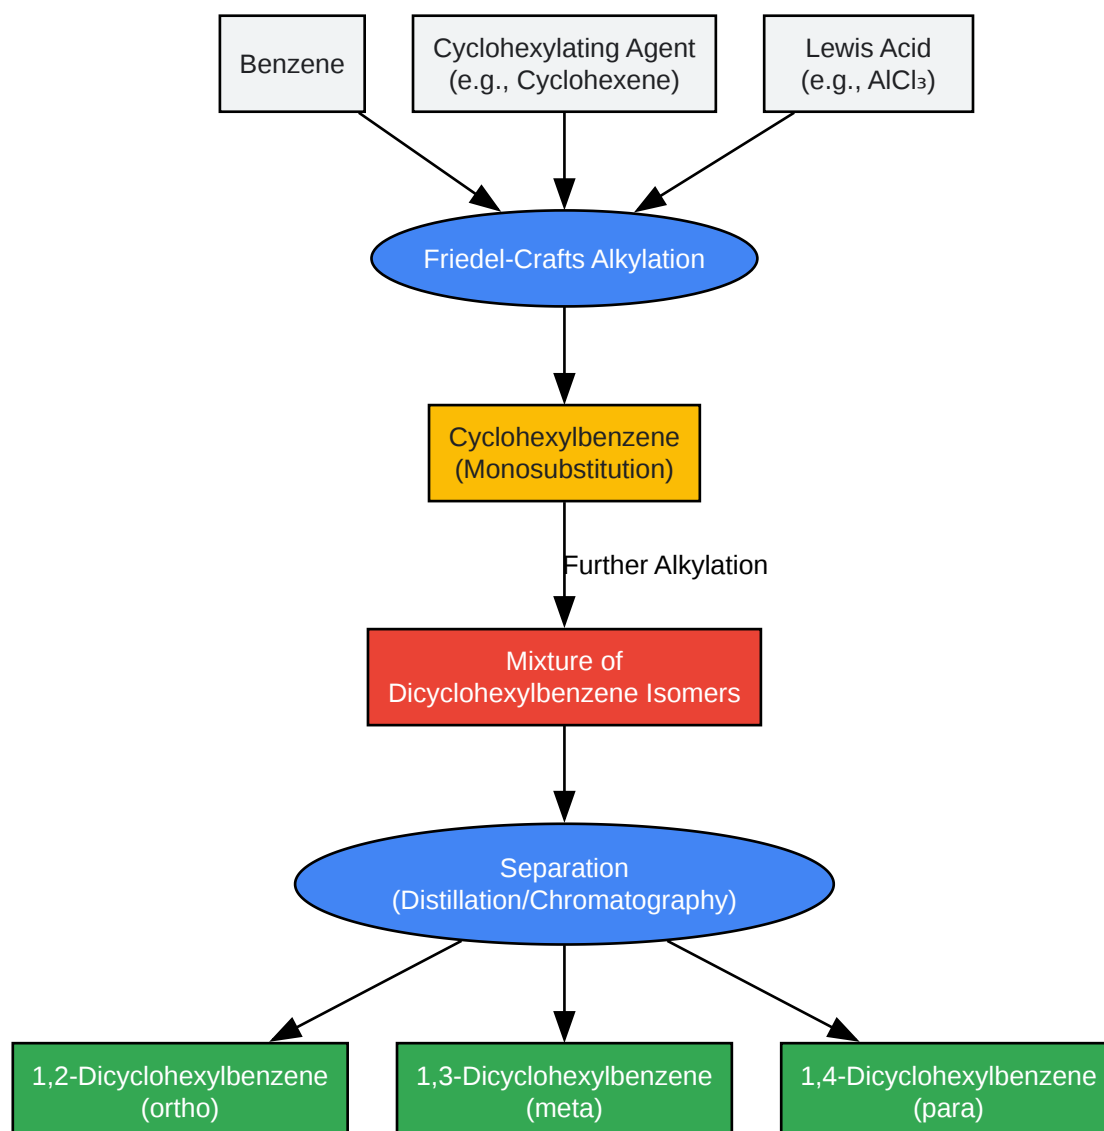 Benzene
Cyclohexylating Agent
(e.g., Cyclohexene)
Lewis Acid
(e.g., AlCl₃)
Friedel-Crafts Alkylation
Cyclohexylbenzene
(Monosubstitution)
Further Alkylation
Mixture of
Dicyclohexylbenzene Isomers
Separation
(Distillation/Chromatography)
1,2-Dicyclohexylbenzene
(ortho)
1,3-Dicyclohexylbenzene
(meta)
1,4-Dicyclohexylbenzene
(para)